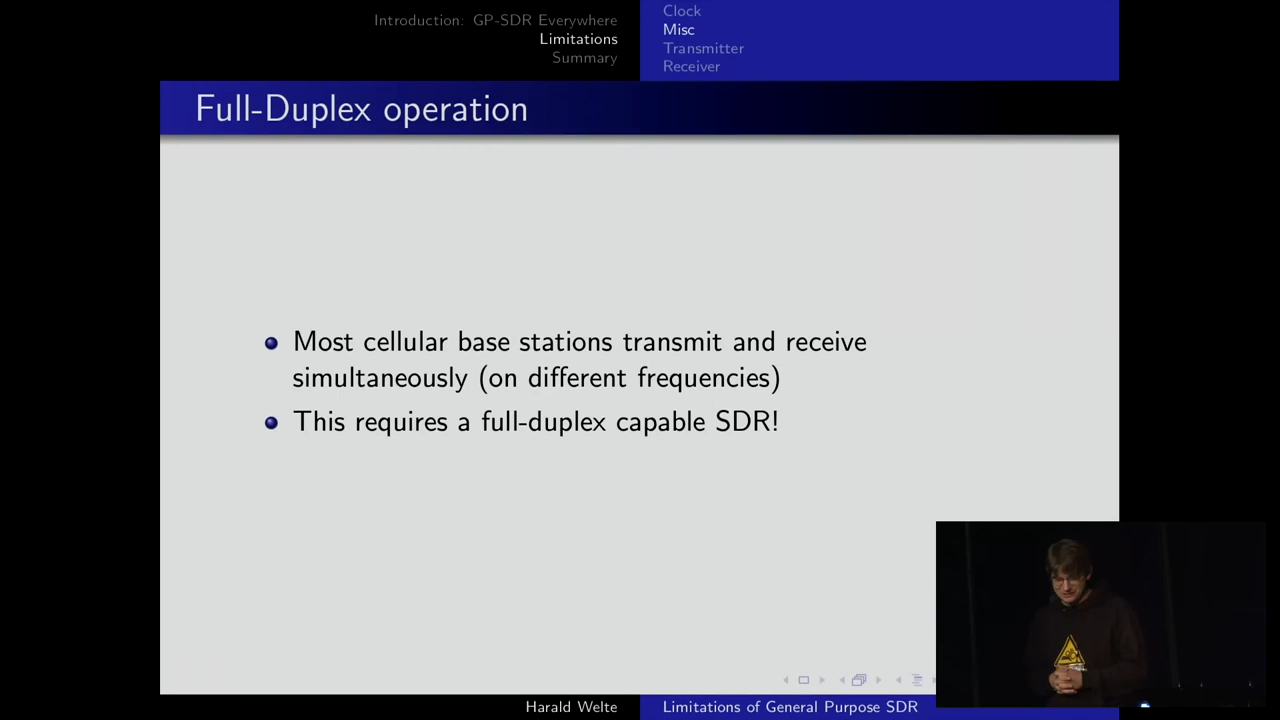 Introduction: GP-SDR Everywhere
Limitations
Summary
Clock
Misc
Transmitter
Receiver
Full-Duplex operation
Most cellular base stations transmit and receive
simultaneously (on different frequencies)
This requires a full-duplex capable SDR!
Harald Welte
Limitations of General Purpose SDR